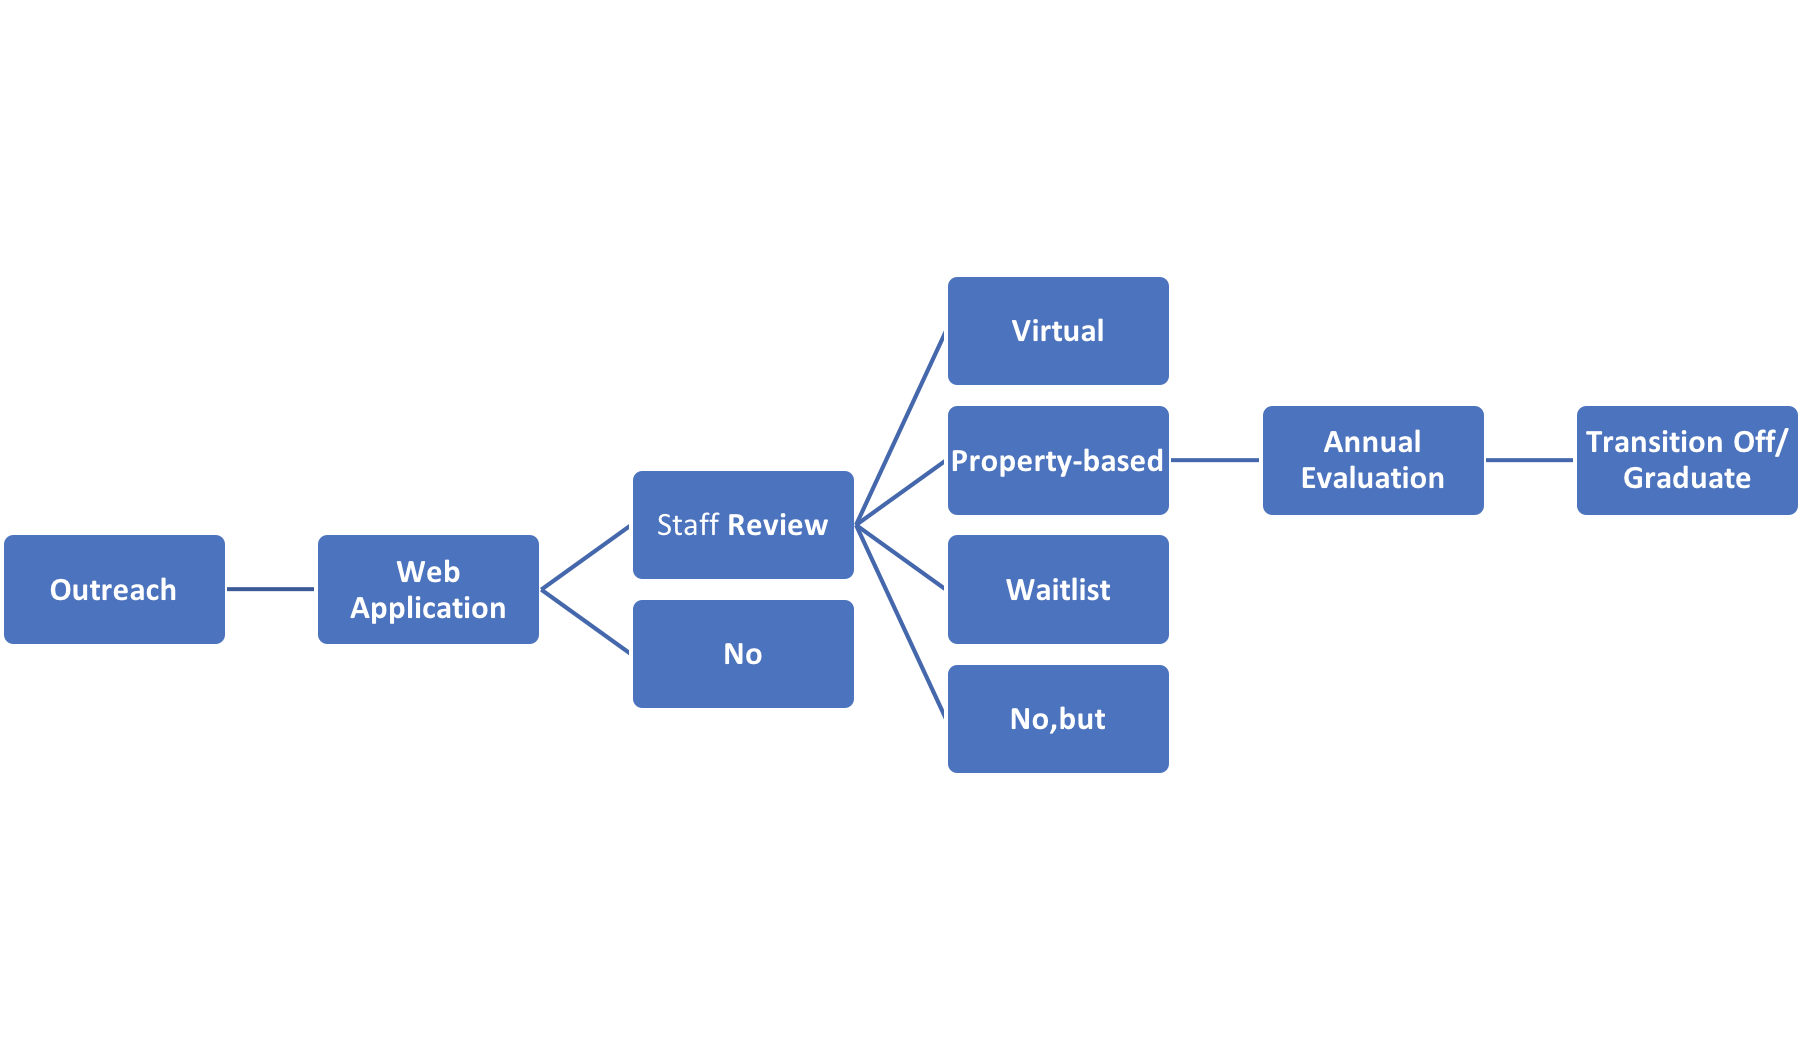 Outreach
Web
Application
Staff Review
No
Virtual
Property-based
Waitlist
No,but
Annual
Evaluation
Transition Off/
Graduate